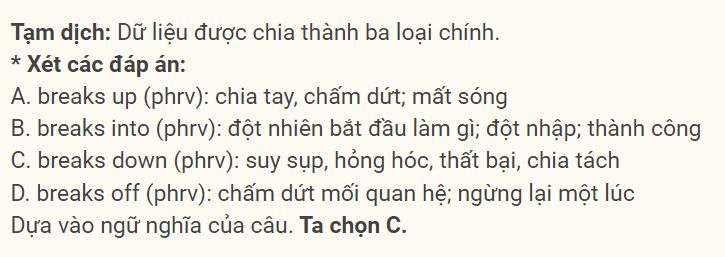 Tạm dịch: Dữ liệu được chia thành ba loại chính.
* Xét các đáp án:
A. breaks up (phrv): chia tay, chấm dứt; mất sóng
B. breaks into (phrv): đột nhiên bắt đầu làm gì; đột nhập; thành công
C. breaks down (phrv): suy sụp, hỏng hóc, thất bại, chia tách
D. breaks off (phrv): chấm dứt mối quan hệ; ngừng lại một lúc
Dựa vào ngữ nghĩa của câu. Ta chọn C.